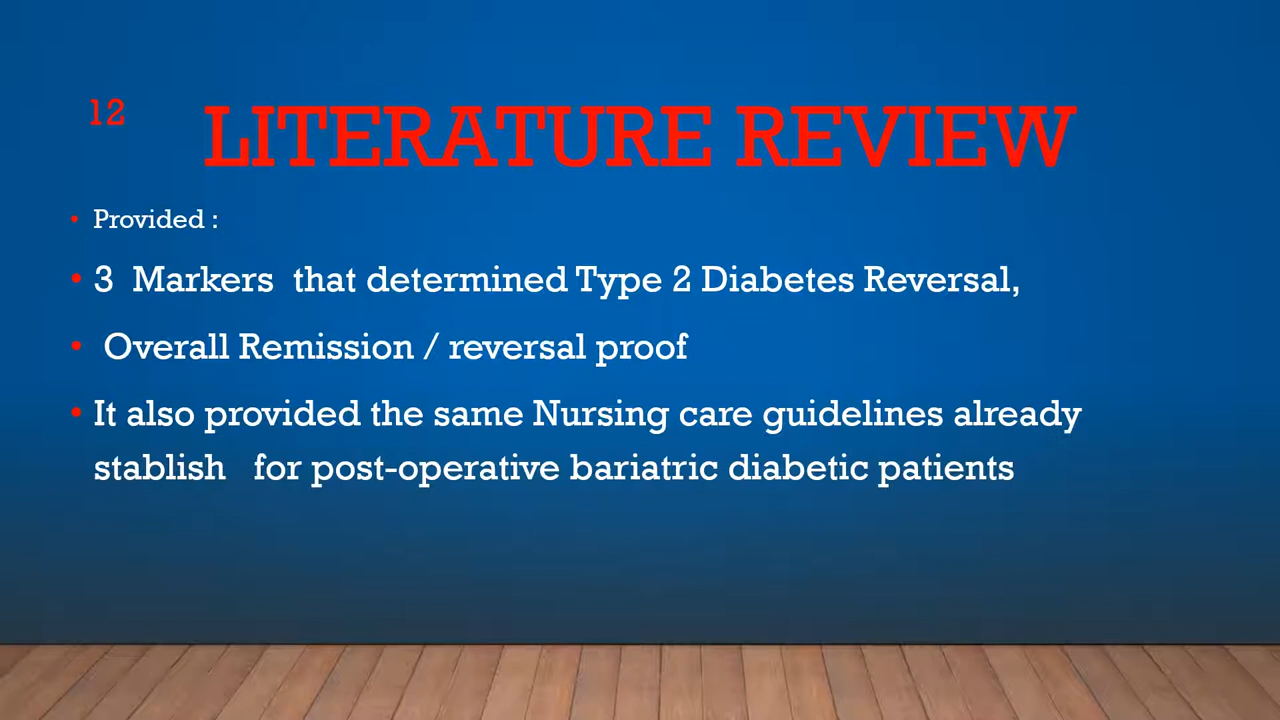 12
LITERATURE REVIEW
• Provided :
• 3 Markers that determined Type 2 Diabetes Reversal,
• Overall Remission / reversal proof
• It also provided the same Nursing care guidelines already
stablish for post-operative bariatric diabetic patients